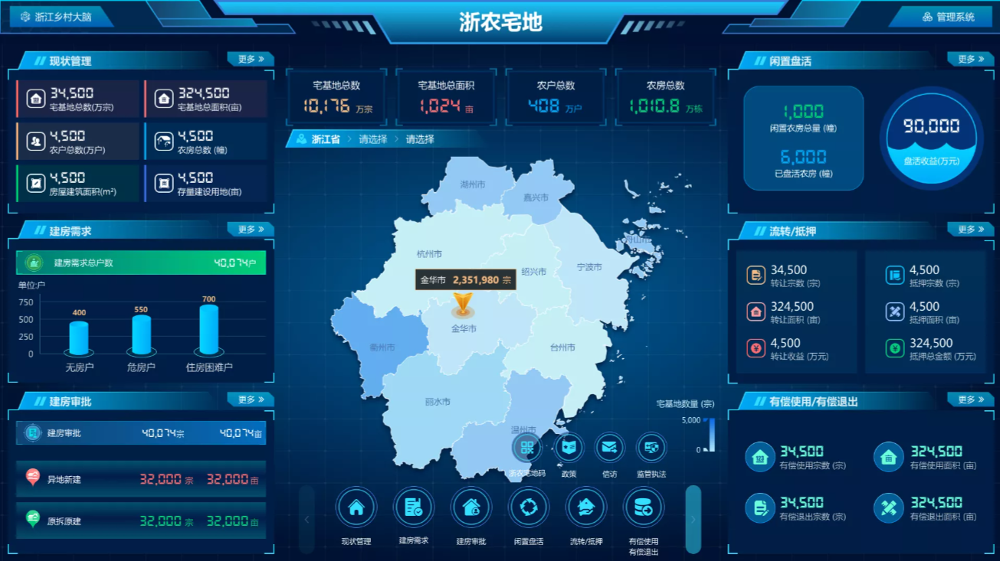 浙江乡村大脑
浙农宅地
管理系统
现状管理
更多 »
34,500
宅基地总数(万宗)
324,500
宅基地总面积(亩)
4,500
农户总数(万户)
4,500
农房总数 (幢)
4,500
房屋建筑面积(m²)
4,500
存量建设用地(亩)
建房需求
更多 »
建房需求总户数 40,074户
单位:户
750
500
250
0
400
550
700
无房户
危房户
住房困难户
建房审批
更多 »
建房审批 40,074宗 40,074亩
异地新建 32,000 宗 32,000 亩
原拆原建 32,000 宗 32,000 亩
宅基地总数
10,176 万宗
宅基地总面积
1,024 亩
农户总数
408 万户
农房总数
1,010.8 万栋
浙江省 > 请选择 > 请选择
湖州市
嘉兴市
舟山市
杭州市
绍兴市
宁波市
金华市 2,351,980 宗
金华市
衢州市
台州市
丽水市
温州市
宅基地数量 (宗)
5,000
0
浙农宅地码
政策
信访
监管执法
现状管理
建房需求
建房审批
闲置盘活
流转/抵押
有偿使用
有偿退出
闲置盘活
更多 »
1,000
闲置农房总量 (幢)
6,000
已盘活农房 (幢)
90,000
盘活收益(万元)
流转/抵押
更多 »
34,500
转让宗数 (宗)
324,500
转让面积 (亩)
4,500
转让收益 (万元)
4,500
抵押宗数 (宗)
4,500
抵押面积 (亩)
324,500
抵押总金额 (万元)
有偿使用/有偿退出
更多 »
34,500
有偿使用宗数 (宗)
324,500
有偿使用面积 (亩)
34,500
有偿退出宗数 (宗)
324,500
有偿退出面积 (亩)